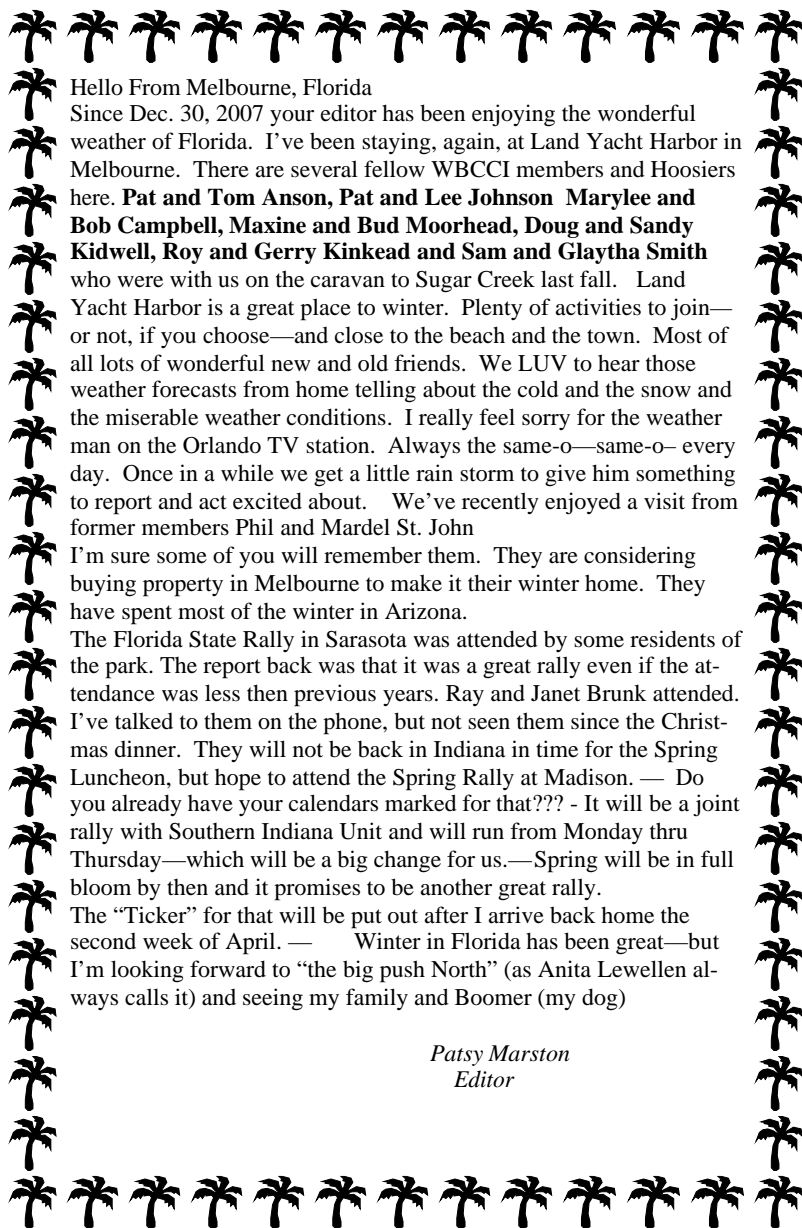 Hello From Melbourne, Florida
Since Dec. 30, 2007 your editor has been enjoying the wonderful
weather of Florida.  I've been staying, again, at Land Yacht Harbor in
Melbourne.  There are several fellow WBCCI members and Hoosiers
here. Pat and Tom Anson, Pat and Lee Johnson  Marylee and
Bob Campbell, Maxine and Bud Moorhead, Doug and Sandy
Kidwell, Roy and Gerry Kinkead and Sam and Glaytha Smith
who were with us on the caravan to Sugar Creek last fall.   Land
Yacht Harbor is a great place to winter.  Plenty of activities to join—
or not, if you choose—and close to the beach and the town.  Most of
all lots of wonderful new and old friends.  We LUV to hear those
weather forecasts from home telling about the cold and the snow and
the miserable weather conditions.  I really feel sorry for the weather
man on the Orlando TV station.  Always the same-o—same-o– every
day.  Once in a while we get a little rain storm to give him something
to report and act excited about.    We've recently enjoyed a visit from
former members Phil and Mardel St. John
I'm sure some of you will remember them.  They are considering
buying property in Melbourne to make it their winter home.  They
have spent most of the winter in Arizona.
The Florida State Rally in Sarasota was attended by some residents of
the park. The report back was that it was a great rally even if the at-
tendance was less then previous years. Ray and Janet Brunk attended.
I've talked to them on the phone, but not seen them since the Christ-
mas dinner.  They will not be back in Indiana in time for the Spring
Luncheon, but hope to attend the Spring Rally at Madison. —  Do
you already have your calendars marked for that??? - It will be a joint
rally with Southern Indiana Unit and will run from Monday thru
Thursday—which will be a big change for us.—Spring will be in full
bloom by then and it promises to be another great rally.
The “Ticker” for that will be put out after I arrive back home the
second week of April. —      Winter in Florida has been great—but
I'm looking forward to “the big push North” (as Anita Lewellen al-
ways calls it) and seeing my family and Boomer (my dog)
Patsy Marston
Editor